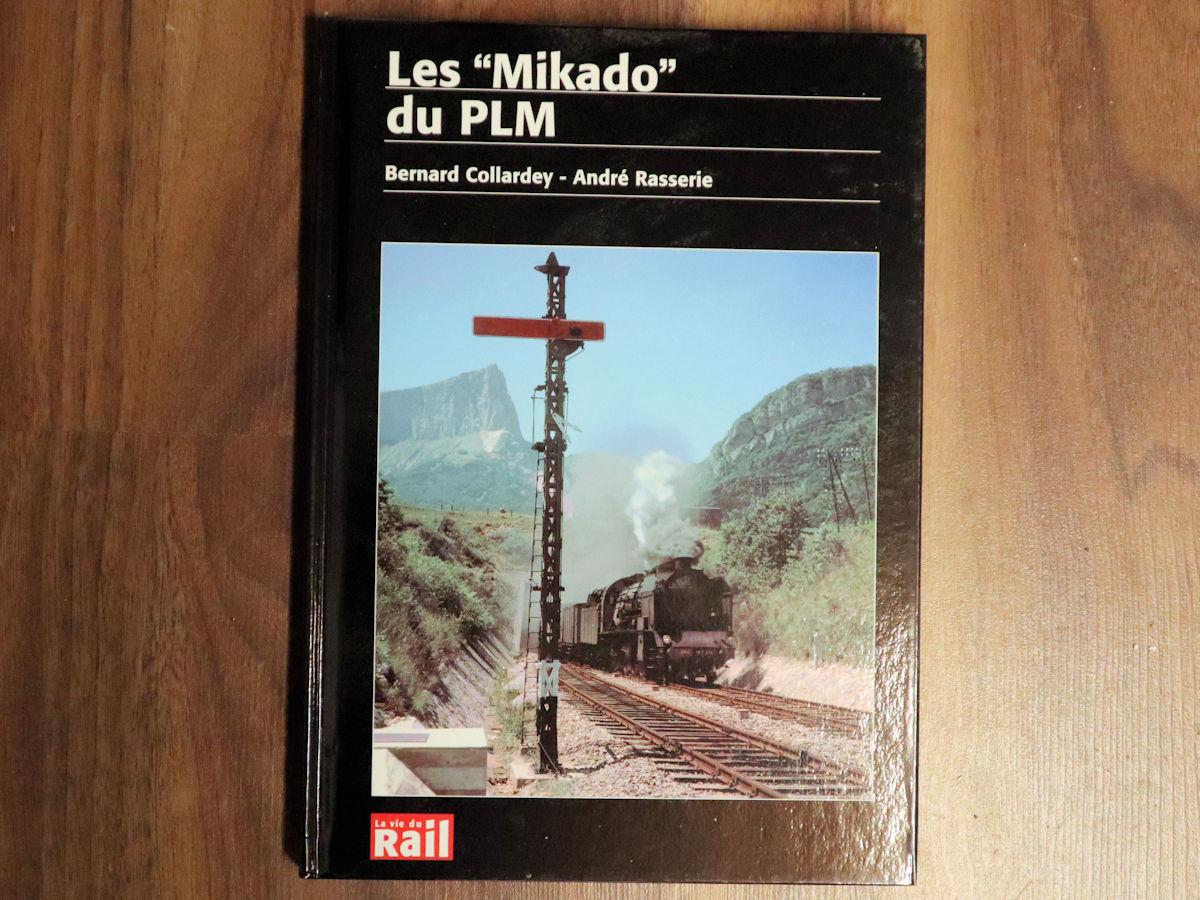 Les “Mikado”
du PLM
Bernard Collardey - André Rasserie
M
La vie du
Rail